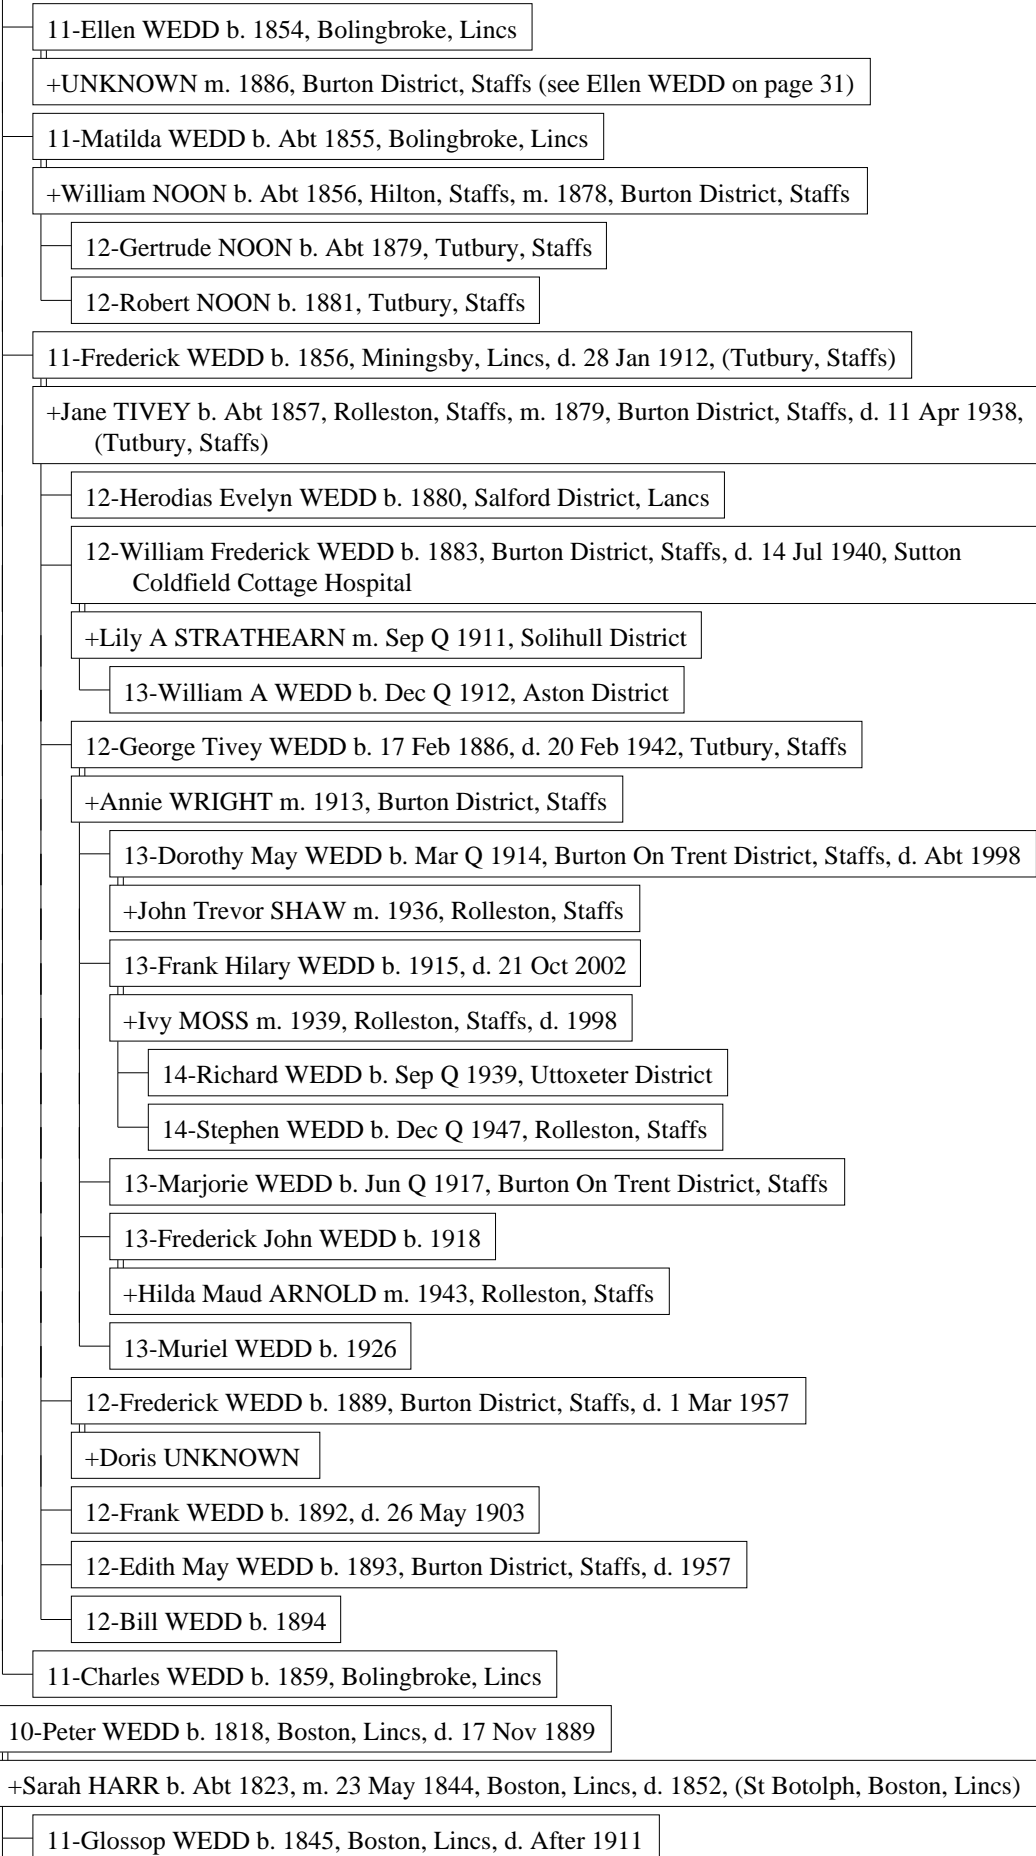 11-Ellen WEDD b. 1854, Bolingbroke, Lincs
+UNKNOWN m. 1886, Burton District, Staffs (see Ellen WEDD on page 31)
11-Matilda WEDD b. Abt 1855, Bolingbroke, Lincs
+William NOON b. Abt 1856, Hilton, Staffs, m. 1878, Burton District, Staffs
12-Gertrude NOON b. Abt 1879, Tutbury, Staffs
12-Robert NOON b. 1881, Tutbury, Staffs
11-Frederick WEDD b. 1856, Miningsby, Lincs, d. 28 Jan 1912, (Tutbury, Staffs)
+Jane TIVEY b. Abt 1857, Rolleston, Staffs, m. 1879, Burton District, Staffs, d. 11 Apr 1938,
(Tutbury, Staffs)
12-Herodias Evelyn WEDD b. 1880, Salford District, Lancs
12-William Frederick WEDD b. 1883, Burton District, Staffs, d. 14 Jul 1940, Sutton
Coldfield Cottage Hospital
+Lily A STRATHEARN m. Sep Q 1911, Solihull District
13-William A WEDD b. Dec Q 1912, Aston District
12-George Tivey WEDD b. 17 Feb 1886, d. 20 Feb 1942, Tutbury, Staffs
+Annie WRIGHT m. 1913, Burton District, Staffs
13-Dorothy May WEDD b. Mar Q 1914, Burton On Trent District, Staffs, d. Abt 1998
+John Trevor SHAW m. 1936, Rolleston, Staffs
13-Frank Hilary WEDD b. 1915, d. 21 Oct 2002
+Ivy MOSS m. 1939, Rolleston, Staffs, d. 1998
14-Richard WEDD b. Sep Q 1939, Uttoxeter District
14-Stephen WEDD b. Dec Q 1947, Rolleston, Staffs
13-Marjorie WEDD b. Jun Q 1917, Burton On Trent District, Staffs
13-Frederick John WEDD b. 1918
+Hilda Maud ARNOLD m. 1943, Rolleston, Staffs
13-Muriel WEDD b. 1926
12-Frederick WEDD b. 1889, Burton District, Staffs, d. 1 Mar 1957
+Doris UNKNOWN
12-Frank WEDD b. 1892, d. 26 May 1903
12-Edith May WEDD b. 1893, Burton District, Staffs, d. 1957
12-Bill WEDD b. 1894
11-Charles WEDD b. 1859, Bolingbroke, Lincs
10-Peter WEDD b. 1818, Boston, Lincs, d. 17 Nov 1889
+Sarah HARR b. Abt 1823, m. 23 May 1844, Boston, Lincs, d. 1852, (St Botolph, Boston, Lincs)
11-Glossop WEDD b. 1845, Boston, Lincs, d. After 1911